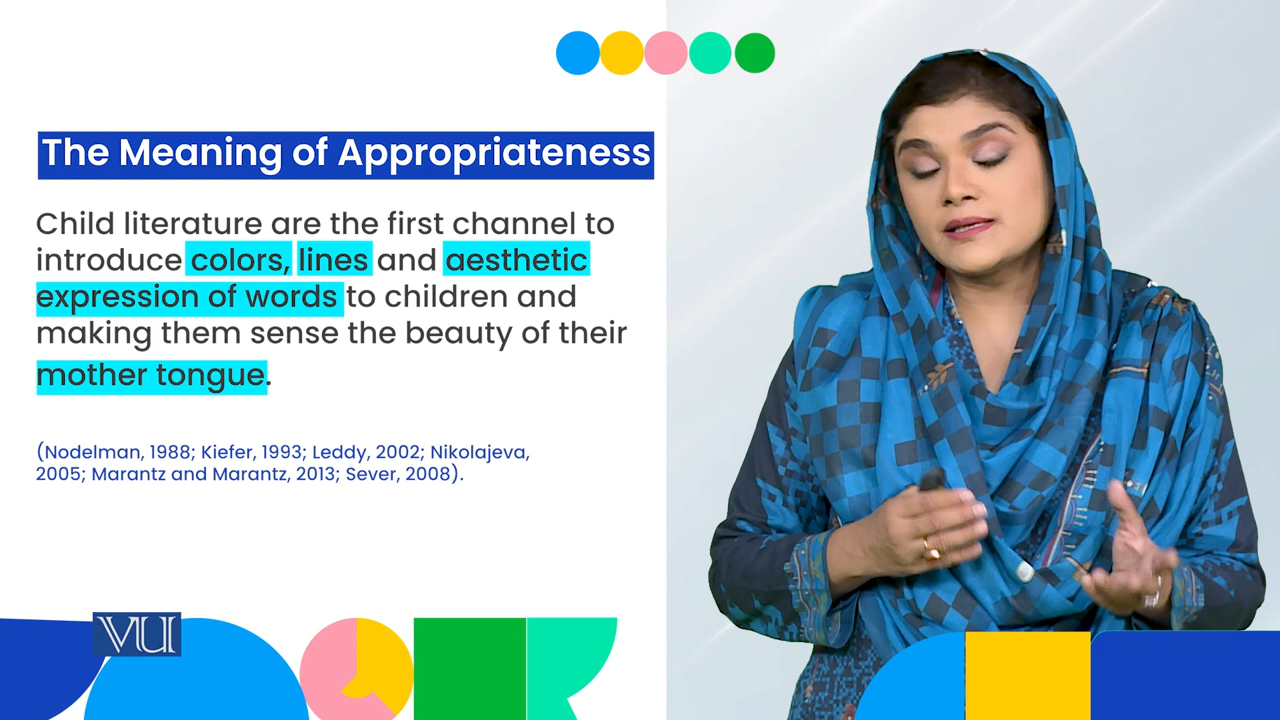 The Meaning of Appropriateness
Child literature are the first channel to
introduce colors, lines and aesthetic
expression of words to children and
making them sense the beauty of their
mother tongue.
(Nodelman, 1988; Kiefer, 1993; Leddy, 2002; Nikolajeva,
2005; Marantz and Marantz, 2013; Sever, 2008).
VU